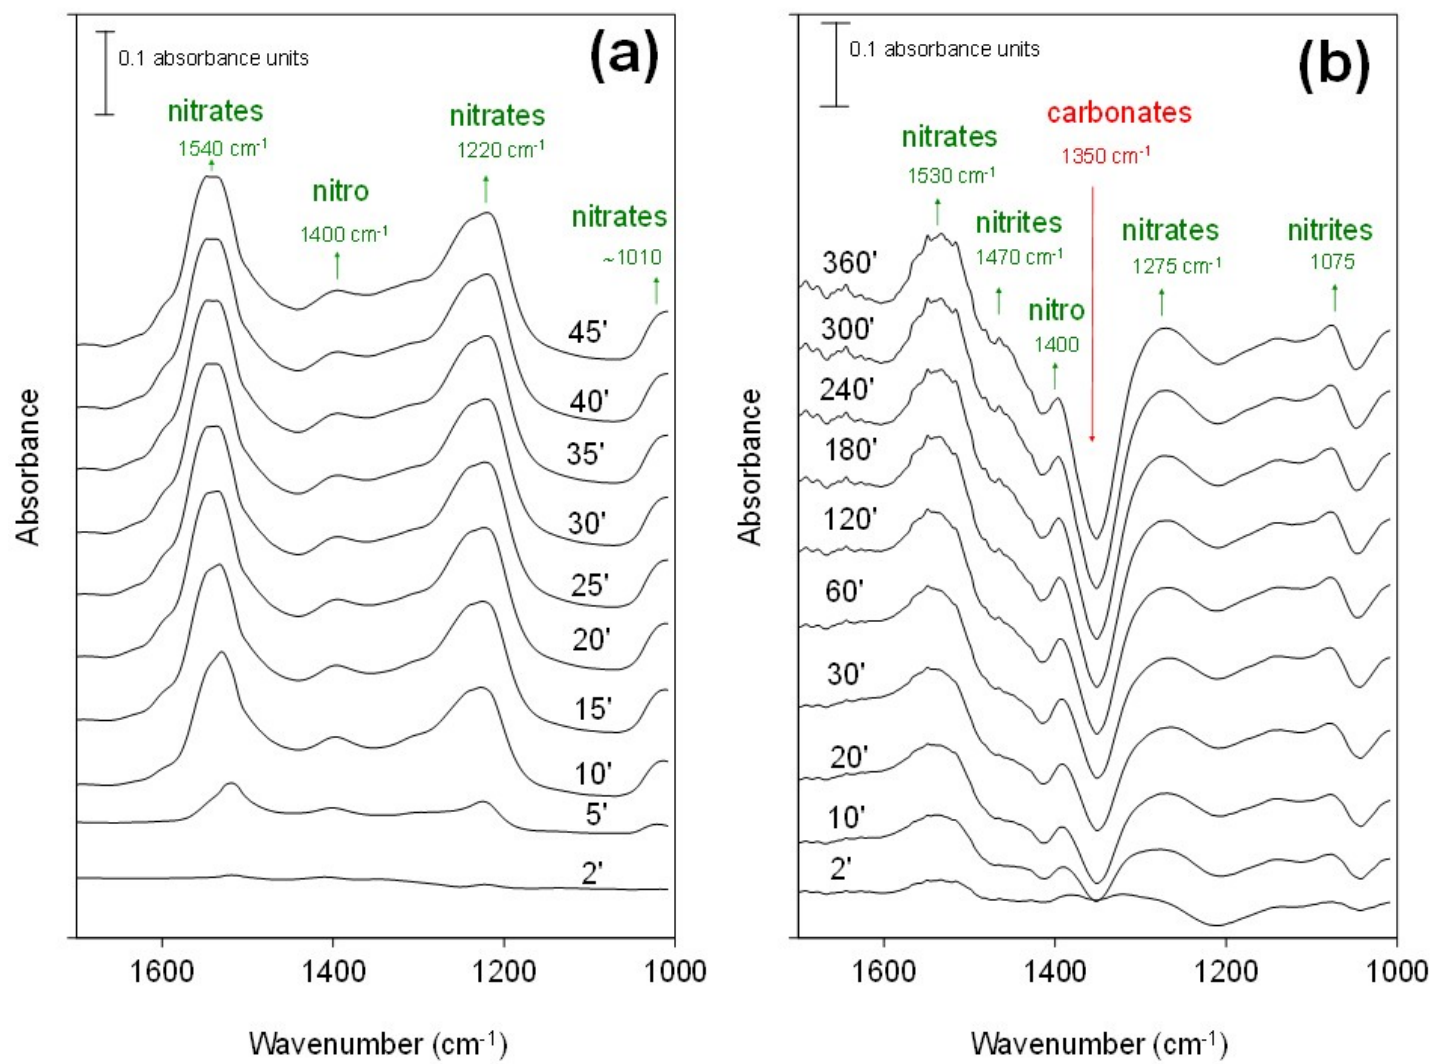 (a)
0.1 absorbance units
nitrates
1540 cm-1
nitrates
1220 cm-1
nitro
1400 cm-1
nitrates
~1010
45'
40'
35'
30'
25'
20'
15'
10'
5'
2'
Absorbance
1600
1400
1200
1000
Wavenumber (cm-1)
(b)
0.1 absorbance units
carbonates
1350 cm-1
nitrates
1530 cm-1
nitrites
1470 cm-1
nitro
1400
nitrates
1275 cm-1
nitrites
1075
360'
300'
240'
180'
120'
60'
30'
20'
10'
2'
Absorbance
1600
1400
1200
1000
Wavenumber (cm-1)